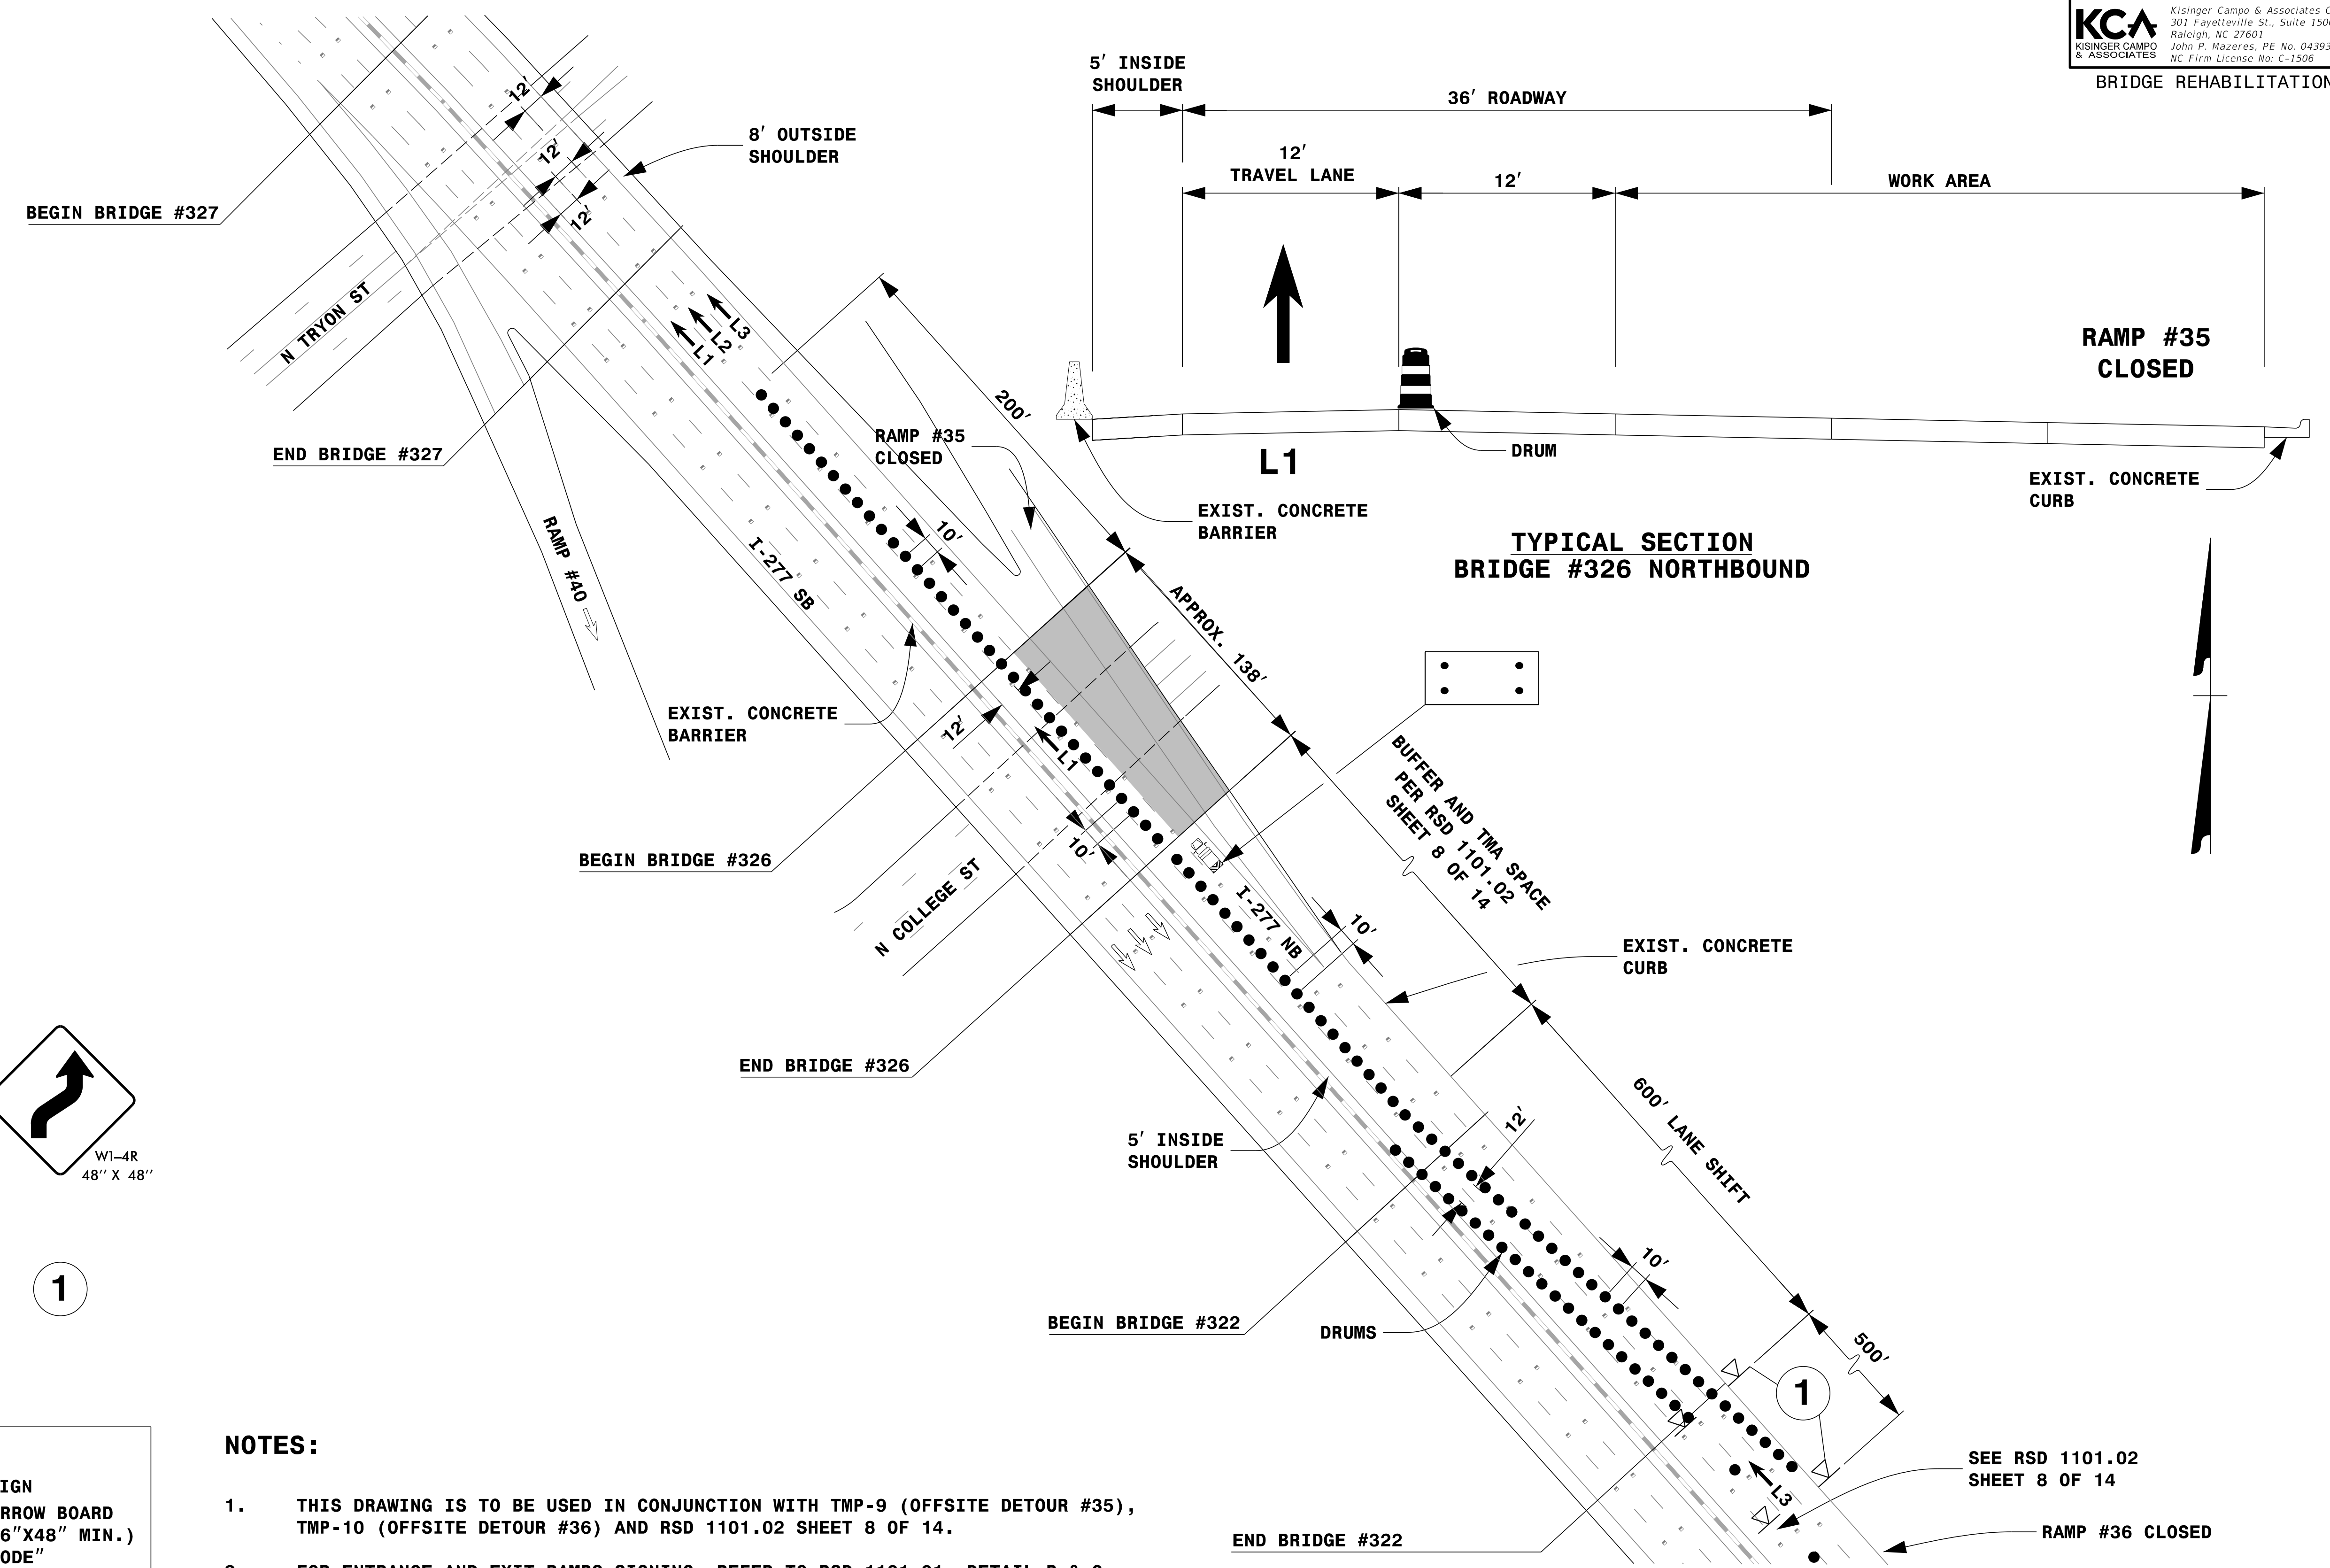 KCA
KISINGER CAMPO
& ASSOCIATES
Kisinger Campo & Associates
301 Fayetteville St., Suite
Raleigh, NC 27601
John P. Mazeres, PE No.
NC Firm License No: C-1506
BRIDGE REHABILITATION
5' INSIDE
SHOULDER
36' ROADWAY
12'
TRAVEL LANE
12'
WORK AREA
RAMP #35
CLOSED
L1
DRUM
EXIST. CONCRETE
BARRIER
EXIST. CONCRETE
CURB
TYPICAL SECTION
BRIDGE #326 NORTHBOUND
12'
12'
12'
8' OUTSIDE
SHOULDER
BEGIN BRIDGE #327
N TRYON ST
L3
L2
L1
END BRIDGE #327
200'
RAMP #35
CLOSED
10'
RAMP #40
I-277 SB
APPROX. 138'
EXIST. CONCRETE
BARRIER
12'
L1
BUFFER AND TMA SPACE
PER RSD 1101.02
SHEET 8 OF 14
BEGIN BRIDGE #326
10'
N COLLEGE ST
I-277 NB
10'
EXIST. CONCRETE
CURB
END BRIDGE #326
5' INSIDE
SHOULDER
12'
600' LANE SHIFT
10'
W1-4R
48'' X 48''
1
BEGIN BRIDGE #322
DRUMS
500'
1
L3
SEE RSD 1101.02
SHEET 8 OF 14
RAMP #36 CLOSED
END BRIDGE #322
IGN
RROW BOARD
6"X48" MIN.)
ODE"
NOTES:
1. THIS DRAWING IS TO BE USED IN CONJUNCTION WITH TMP-9 (OFFSITE DETOUR #35),
TMP-10 (OFFSITE DETOUR #36) AND RSD 1101.02 SHEET 8 OF 14.